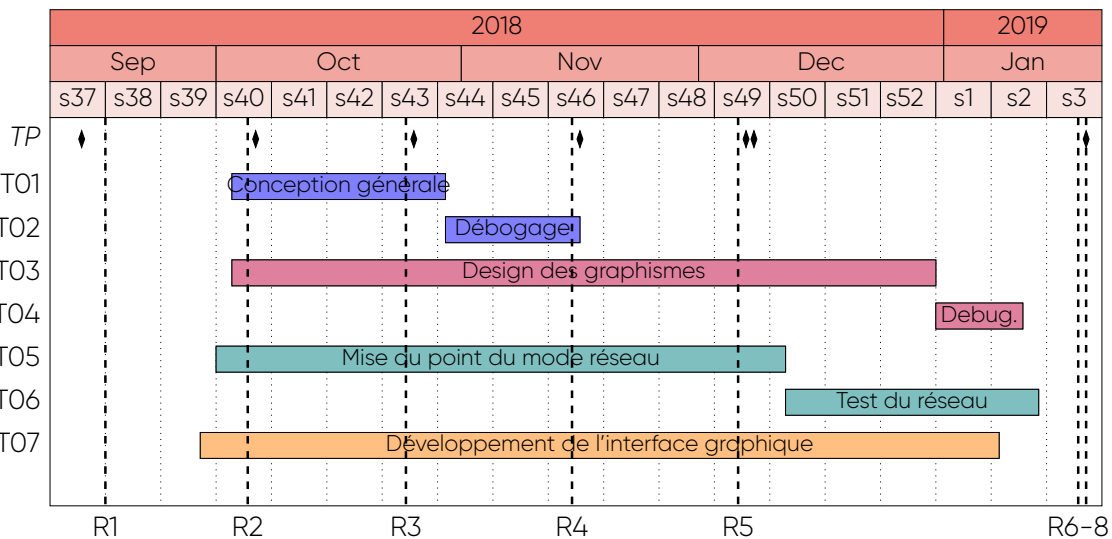 2018 2019
Sep Oct Nov Dec Jan
s37 s38 s39 s40 s41 s42 s43 s44 s45 s46 s47 s48 s49 s50 s51 s52 s1 s2 s3
TP
T01 Conception générale
T02 Débogage
T03 Design des graphismes
T04 Debug.
T05 Mise au point du mode réseau
T06 Test du réseau
T07 Développement de l'interface graphique
R1 R2 R3 R4 R5 R6-8